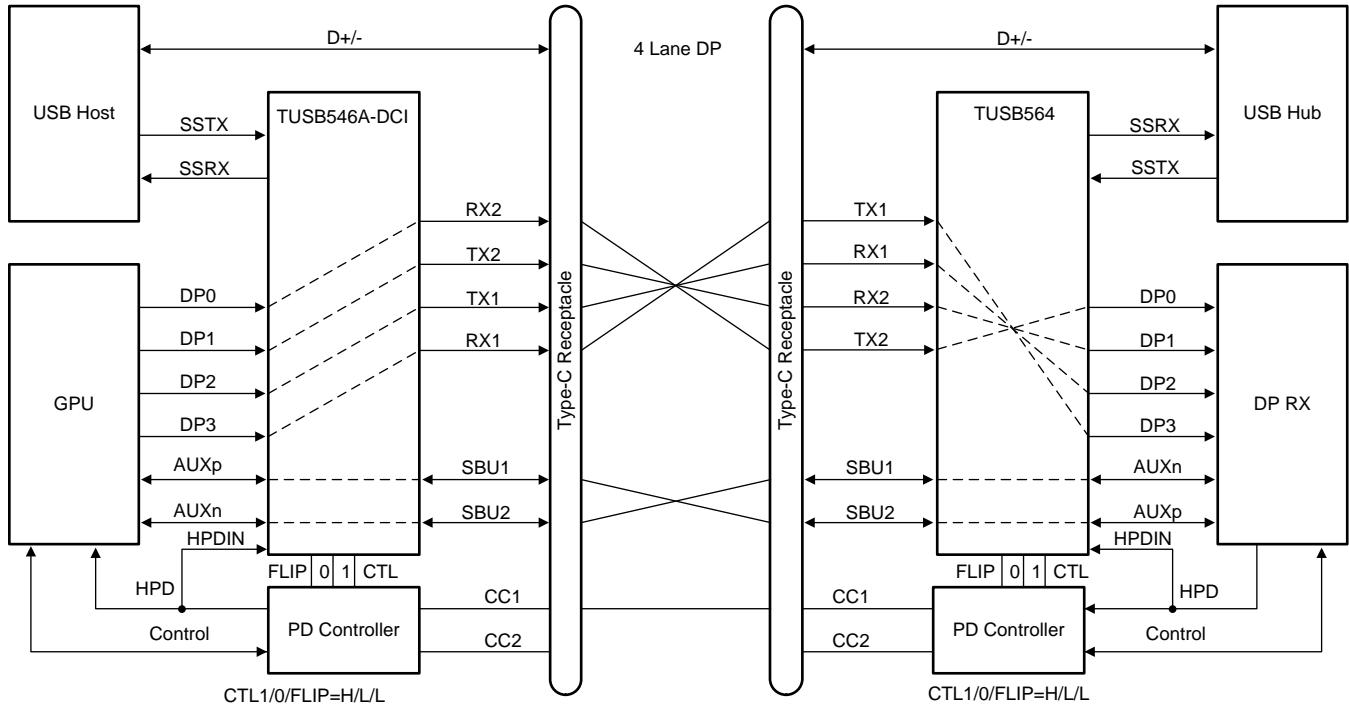 D+/-
4 Lane DP
D+/-
USB Host
TUSB546A-DCI
SSTX
SSRX
RX2
TX2
TX1
RX1
Type-C Receptacle
Type-C Receptacle
TUSB564
USB Hub
SSRX
SSTX
TX1
RX1
RX2
TX2
GPU
DP0
DP1
DP2
DP3
AUXp
AUXn
HPDIN
SBU1
SBU2
SBU1
SBU2
DP0
DP1
DP2
DP3
AUXn
AUXp
HPDIN
DP RX
FLIP 0 1 CTL
HPD
Control
PD Controller
CC1
CC2
CTL1/0/FLIP=H/L/L
FLIP 0 1 CTL
CC1
CC2
PD Controller
HPD
Control
CTL1/0/FLIP=H/L/L